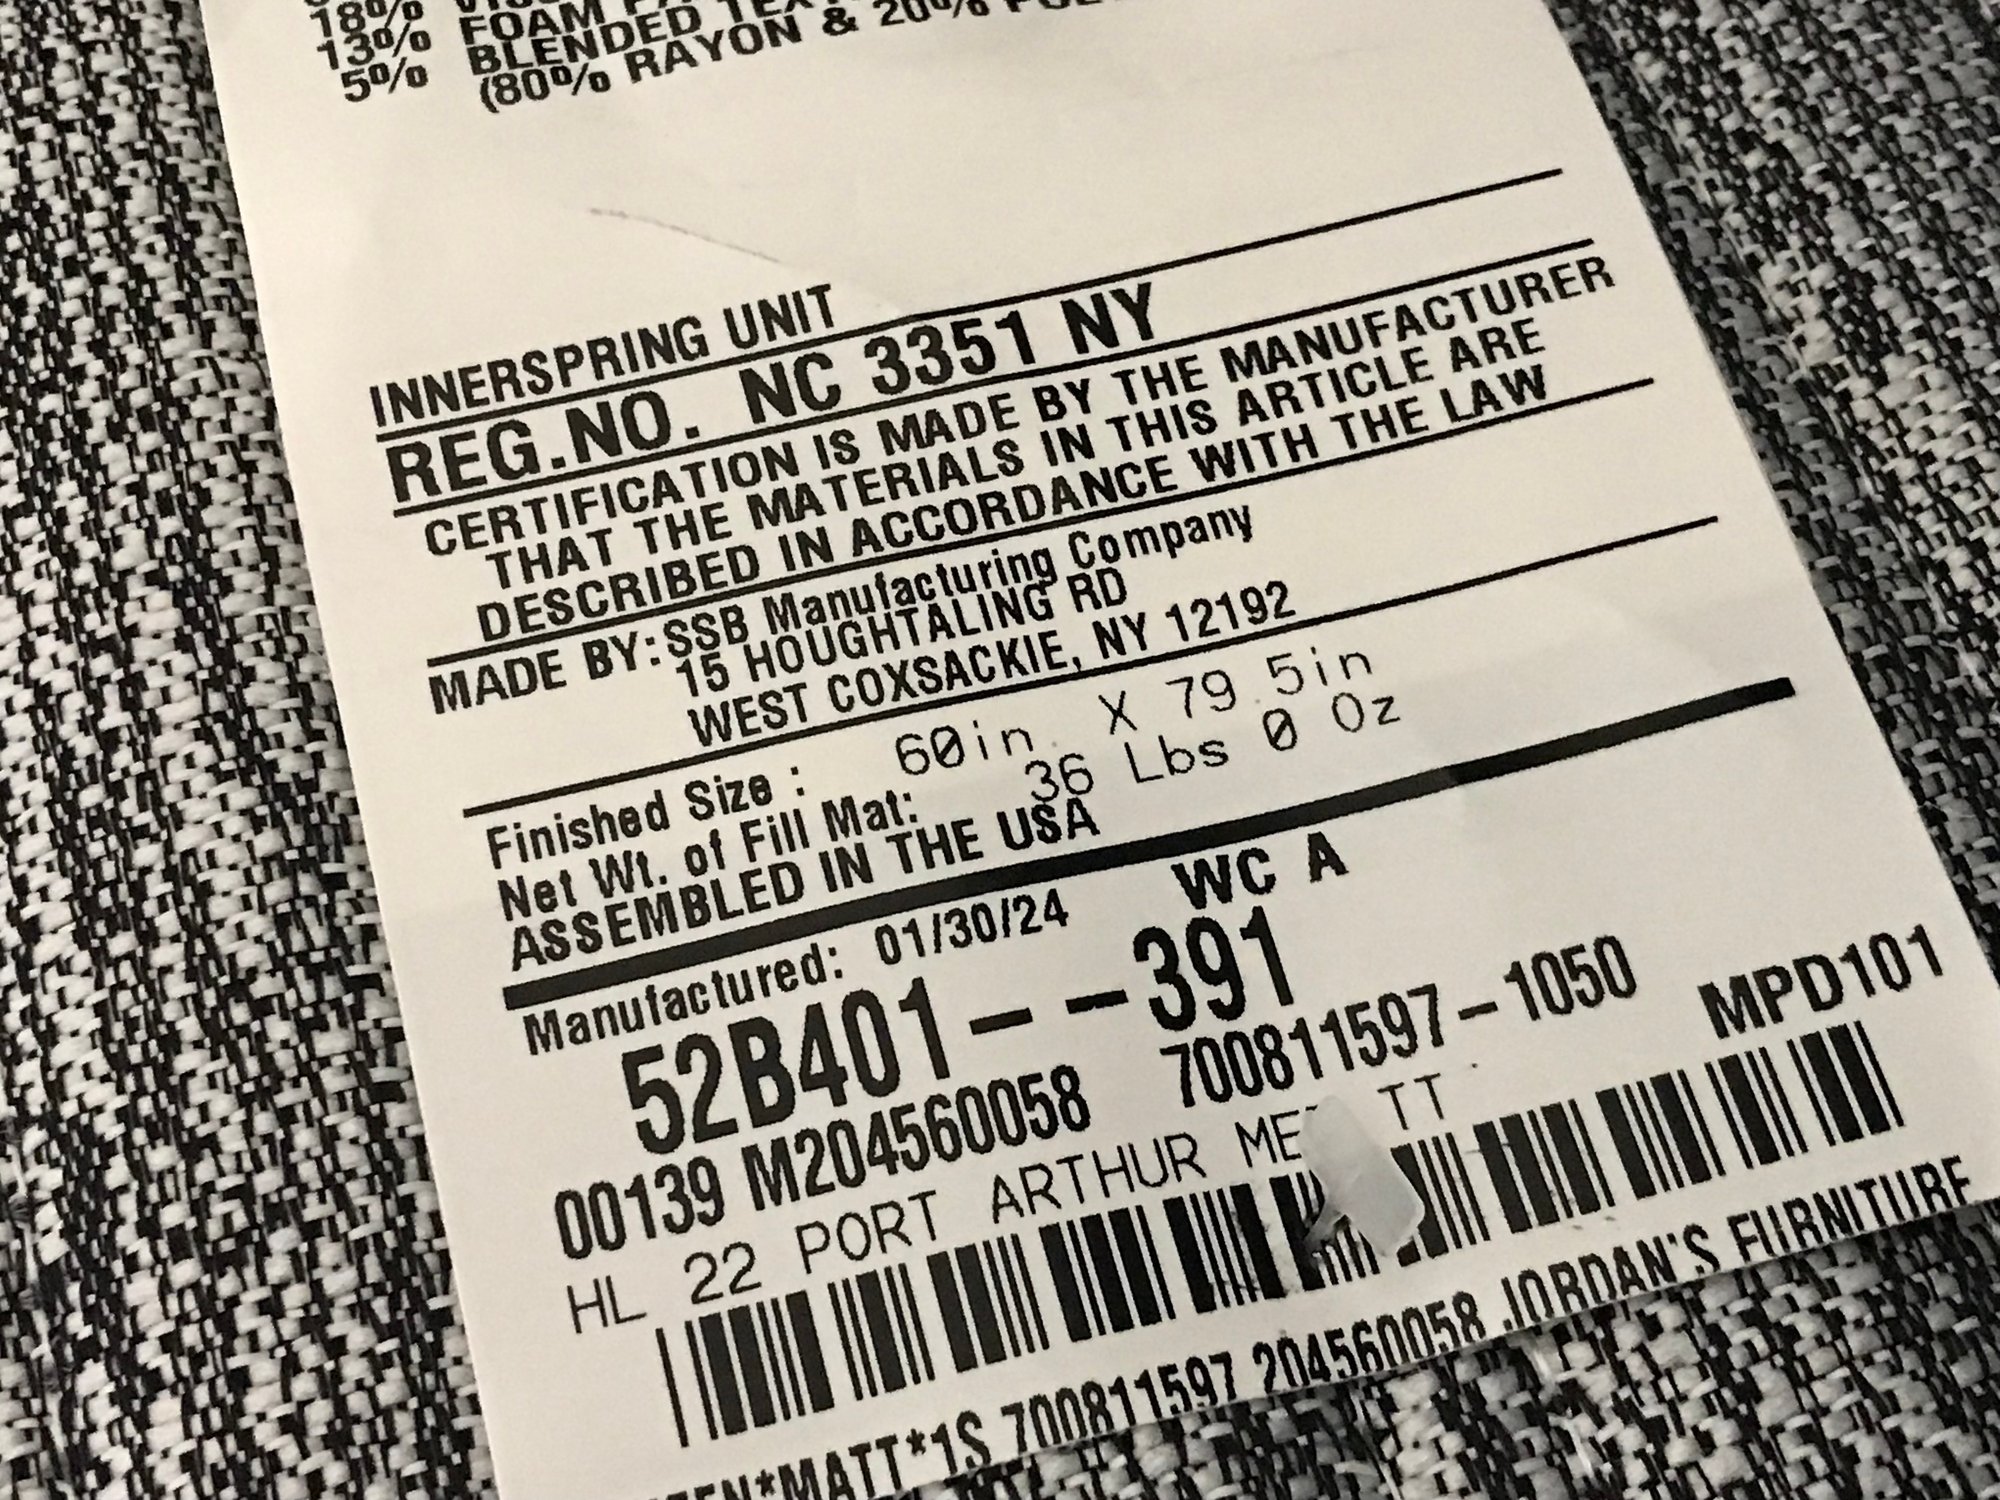 18%
13% FOAM
5% BLENDED
(80% RAYON & 20%
INNERSPRING UNIT
REG.NO. NC 3351 NY
CERTIFICATION IS MADE BY THE MANUFACTURER
THAT THE MATERIALS IN THIS ARTICLE ARE
DESCRIBED IN ACCORDANCE WITH THE LAW
MADE BY: SSB Manufacturing Company
15 HOUGHTALING RD
WEST COXSACKIE, NY 12192
Finished Size : 60in X 79.5in
Net Wt. of Fill Mat: 36 Lbs 0 Oz
ASSEMBLED IN THE USA
Manufactured: 01/30/24 WC A
52B401--391
00139 M204560058 700811597-1050 MPD101
HL 22 PORT ARTHUR
*MATT*1S 700811597 204560058 JORDAN'S FURNITURE